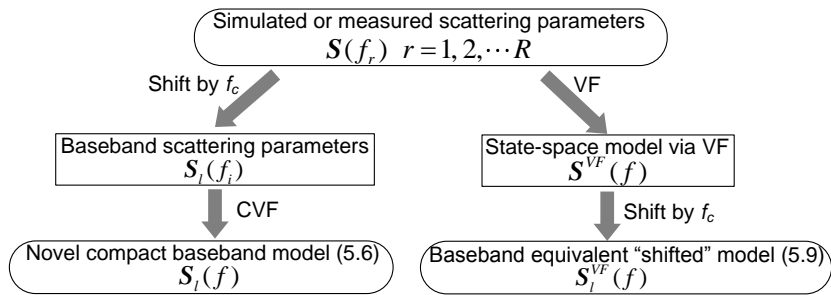 Simulated or measured scattering parameters
S(f_r) r = 1, 2, ⋯ R
Shift by f_c
VF
Baseband scattering parameters
S_l(f_i)
State-space model via VF
S^{VF}(f)
CVF
Shift by f_c
Novel compact baseband model (5.6)
S_l(f)
Baseband equivalent “shifted” model (5.9)
S_l^{VF}(f)